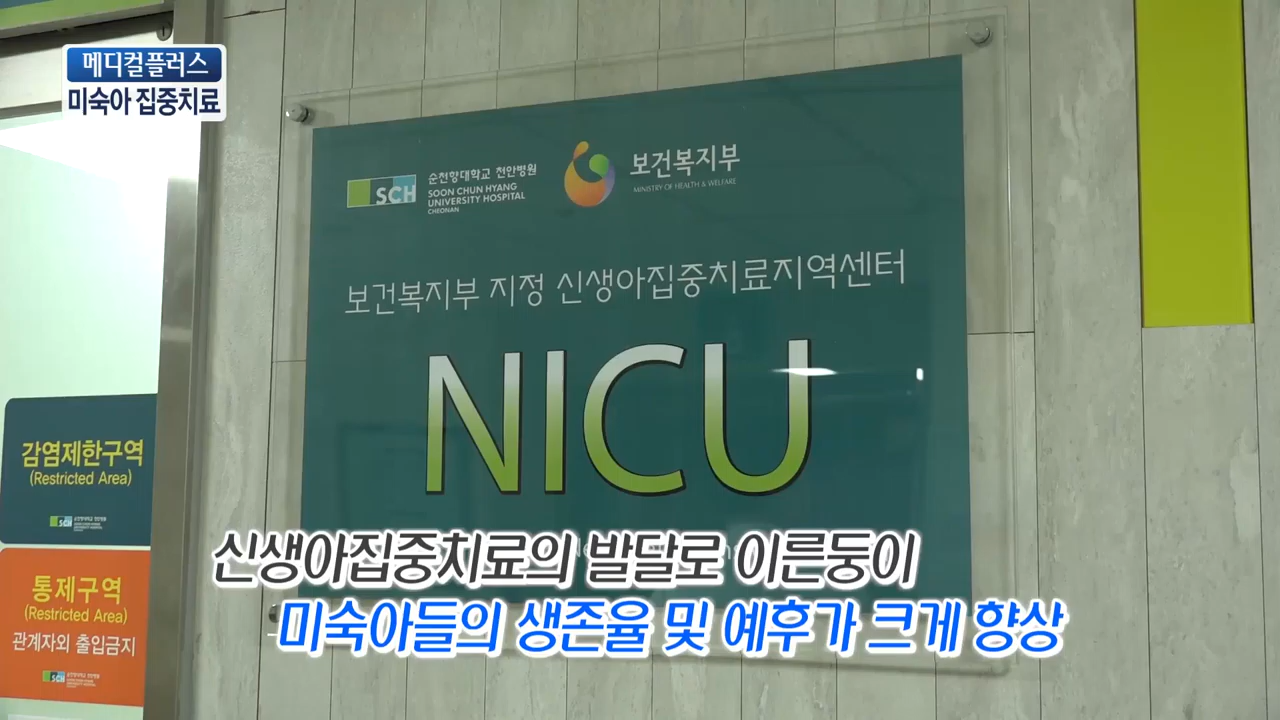 메디컬플러스
미숙아 집중치료
SCH
순천향대학교 천안병원
SOON CHUN HYANG
UNIVERSITY HOSPITAL
CHEONAN
보건복지부
MINISTRY OF HEALTH & WELFARE
보건복지부 지정 신생아집중치료지역센터
NICU
감염제한구역
(Restricted Area)
SCH
통제구역
(Restricted Area)
관계자외 출입금지
SCH
신생아집중치료의 발달로 이른둥이
미숙아들의 생존율 및 예후가 크게 향상